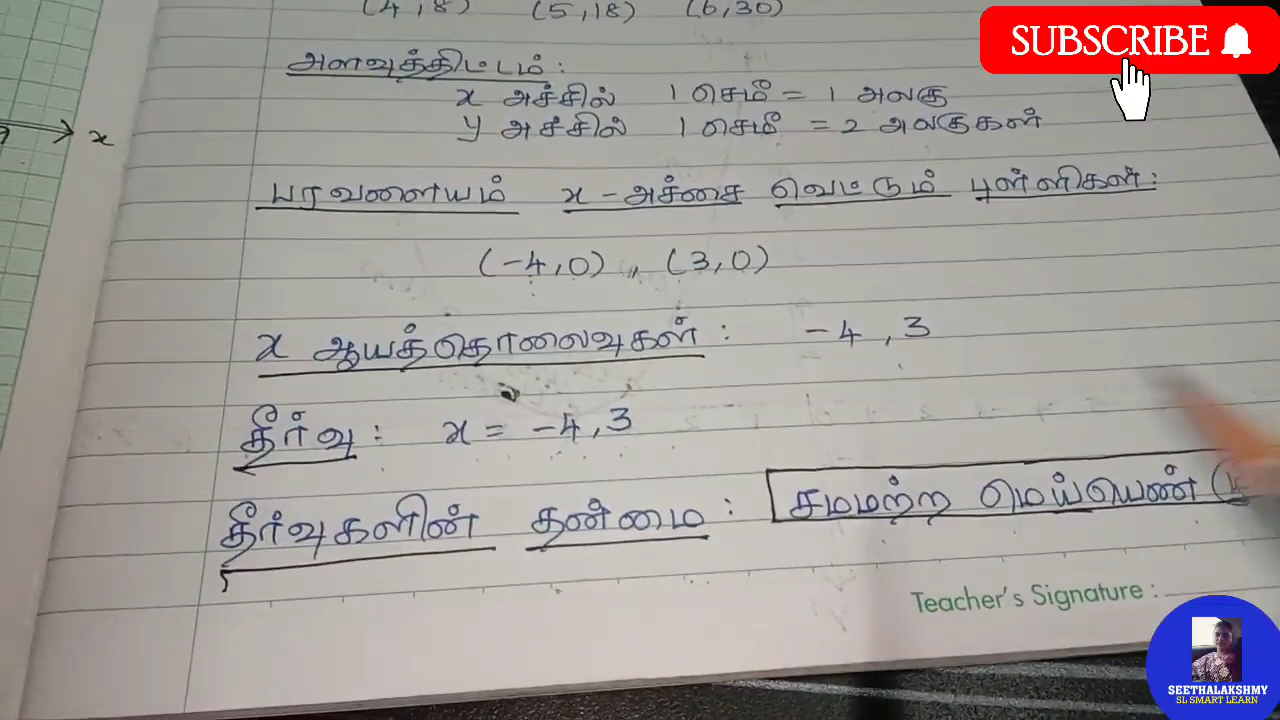 (4,8) (5,18) (6,30)
SUBSCRIBE
அளவுத்திட்டம்:
x அச்சில் 1 செமீ = 1 அலகு
y அச்சில் 1 செமீ = 2 அலகுகள்
x
பரவளையம் x - அச்சை வெட்டும் புள்ளிகள்:
(-4,0) ,, (3,0)
x ஆயத்தொலைவுகள்: -4, 3
தீர்வு: x = -4, 3
தீர்வுகளின் தன்மை: சமமற்ற மெய்யெண்
Teacher's Signature:
SEETHALAKSHMY
SL SMART LEARN